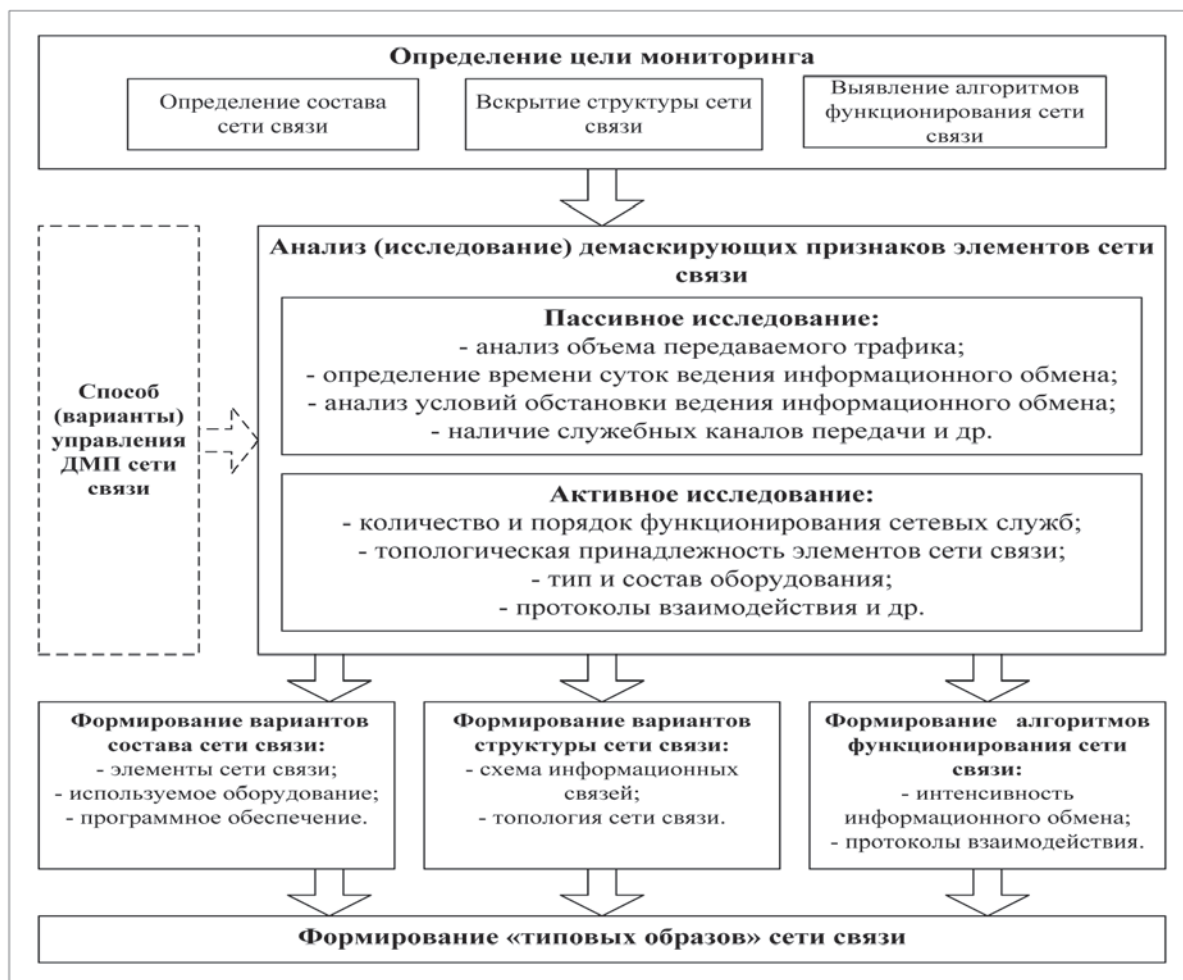 Определение цели мониторинга
Определение состава
сети связи
Вскрытие структуры сети
связи
Выявление алгоритмов
функционирования сети
связи
Способ
(варианты)
управления
ДМП сети
связи
Анализ (исследование) демаскирующих признаков элементов сети
связи
Пассивное исследование:
- анализ объема передаваемого трафика;
- определение времени суток ведения информационного обмена;
- анализ условий обстановки ведения информационного обмена;
- наличие служебных каналов передачи и др.
Активное исследование:
- количество и порядок функционирования сетевых служб;
- топологическая принадлежность элементов сети связи;
- тип и состав оборудования;
- протоколы взаимодействия и др.
Формирование вариантов
состава сети связи:
- элементы сети связи;
- используемое оборудование;
- программное обеспечение.
Формирование вариантов
структуры сети связи:
- схема информационных
связей;
- топология сети связи.
Формирование алгоритмов
функционирования сети
связи:
- интенсивность
информационного обмена;
- протоколы взаимодействия.
Формирование «типовых образов» сети связи